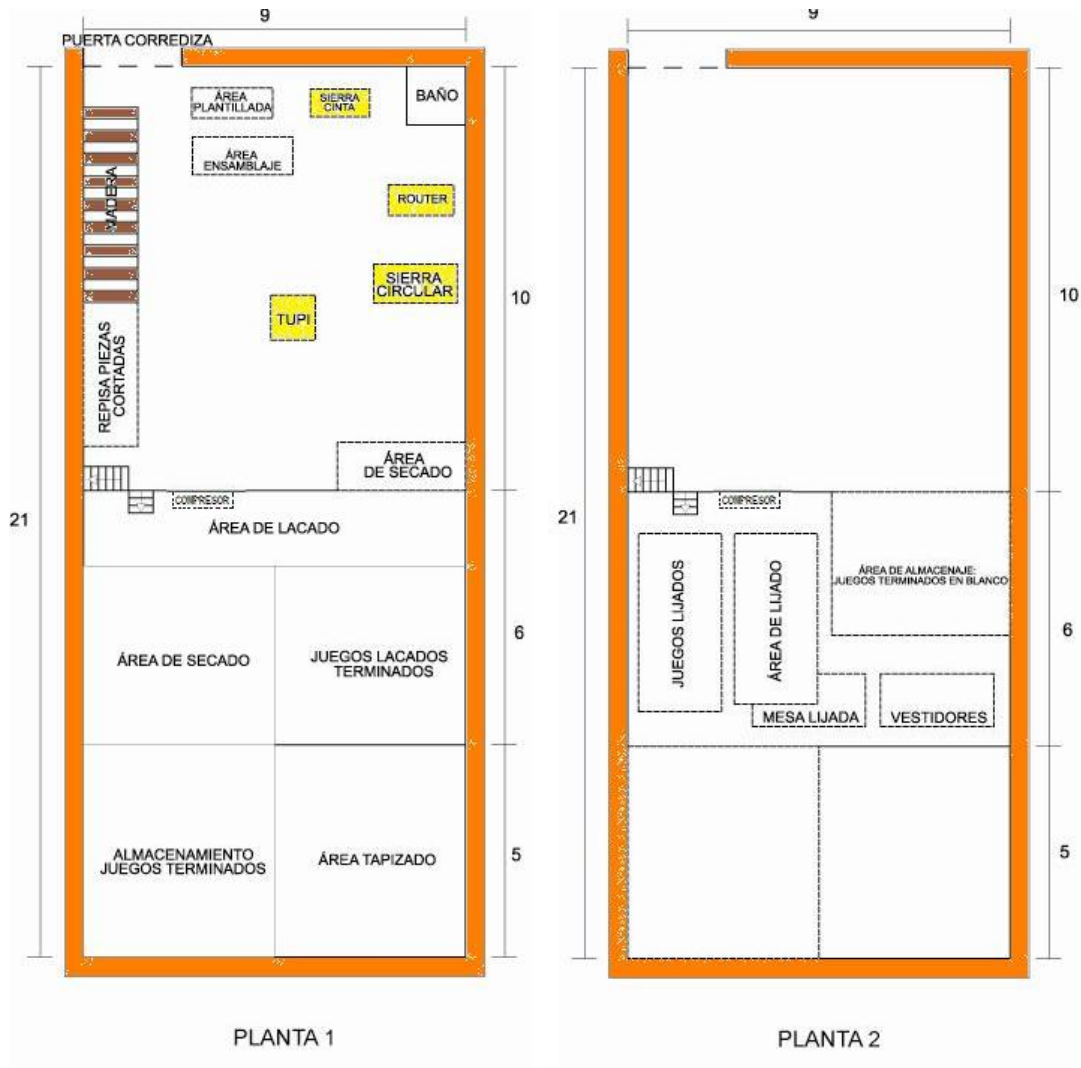 9
PUERTA CORREDIZA
ÁREA
PLANTILLADA
SIERRA
CINTA
BAÑO
ÁREA
ENSAMBLAJE
MADERA
ROUTER
SIERRA
CIRCULAR
TUPI
10
REPISA PIEZAS
CORTADAS
ÁREA
DE SECADO
COMPRESOR
21
ÁREA DE LACADO
ÁREA DE SECADO
JUEGOS LACADOS
TERMINADOS
6
ALMACENAMIENTO
JUEGOS TERMINADOS
ÁREA TAPIZADO
5
PLANTA 1
9
10
COMPRESOR
21
JUEGOS LIJADOS
ÁREA DE LIJADO
ÁREA DE ALMACENAJE:
JUEGOS TERMINADOS EN BLANCO
6
MESA LIJADA
VESTIDORES
5
PLANTA 2